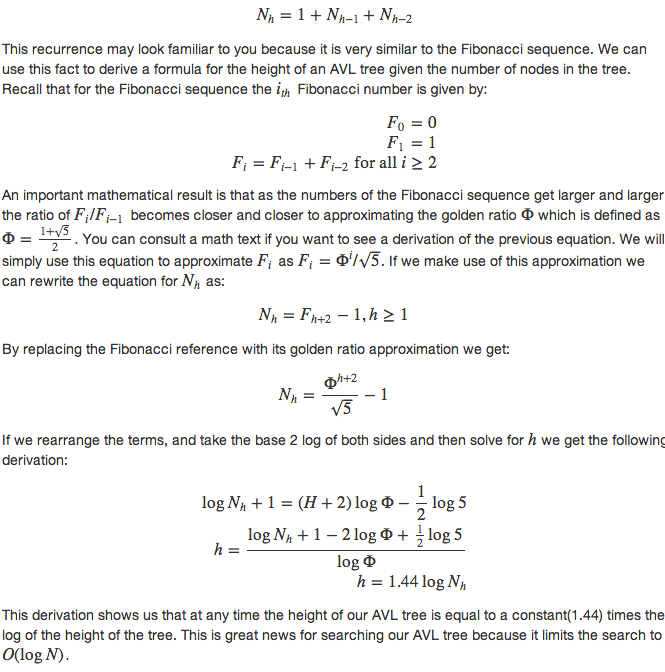 N_h = 1 + N_{h−1} + N_{h−2}
This recurrence may look familiar to you because it is very similar to the Fibonacci sequence. We can
use this fact to derive a formula for the height of an AVL tree given the number of nodes in the tree.
Recall that for the Fibonacci sequence the i_{th} Fibonacci number is given by:
F_0 = 0
F_1 = 1
F_i = F_{i−1} + F_{i−2} for all i ≥ 2
An important mathematical result is that as the numbers of the Fibonacci sequence get larger and larger
the ratio of F_i/F_{i−1} becomes closer and closer to approximating the golden ratio Φ which is defined as
Φ = \frac{1+√5}{2}. You can consult a math text if you want to see a derivation of the previous equation. We will
simply use this equation to approximate F_i as F_i = Φ^i/√5. If we make use of this approximation we
can rewrite the equation for N_h as:
N_h = F_{h+2} − 1, h ≥ 1
By replacing the Fibonacci reference with its golden ratio approximation we get:
N_h = \frac{Φ^{h+2}}{√5} − 1
If we rearrange the terms, and take the base 2 log of both sides and then solve for h we get the following
derivation:
log N_h + 1 = (H + 2) log Φ − \frac{1}{2} log 5
h = \frac{log N_h + 1 − 2 log Φ + \frac{1}{2} log 5}{log Φ}
h = 1.44 log N_h
This derivation shows us that at any time the height of our AVL tree is equal to a constant(1.44) times the
log of the height of the tree. This is great news for searching our AVL tree because it limits the search to
O(log N).